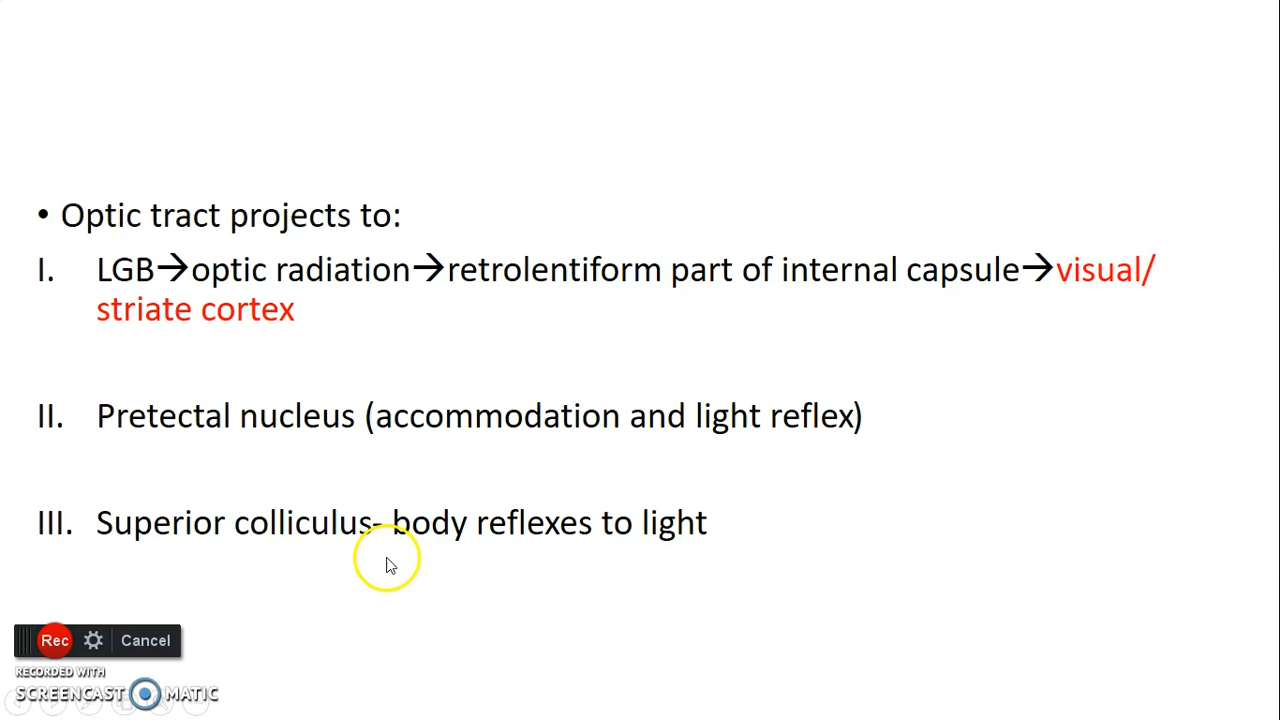 • Optic tract projects to:
I. LGB→optic radiation→retrolentiform part of internal capsule→visual/
striate cortex
II. Pretectal nucleus (accommodation and light reflex)
III. Superior colliculus- body reflexes to light
Rec Cancel
RECORDED WITH
SCREENCAST MATIC